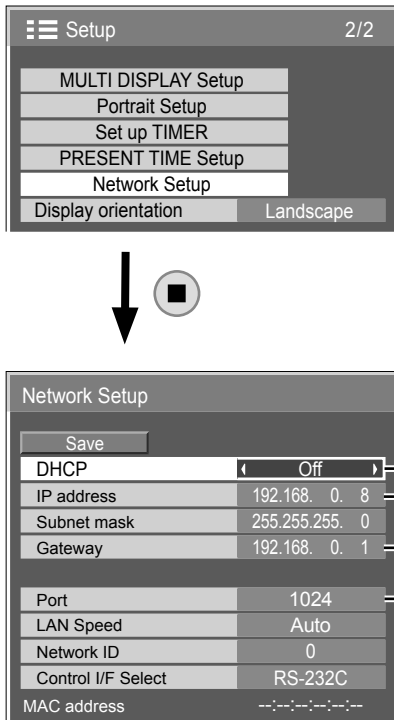 Setup 2/2
MULTI DISPLAY Setup
Portrait Setup
Set up TIMER
PRESENT TIME Setup
Network Setup
Display orientation Landscape
Network Setup
Save
DHCP Off
IP address 192.168. 0. 8
Subnet mask 255.255.255. 0
Gateway 192.168. 0. 1
Port 1024
LAN Speed Auto
Network ID 0
Control I/F Select RS-232C
MAC address --:--:--:--:--:--